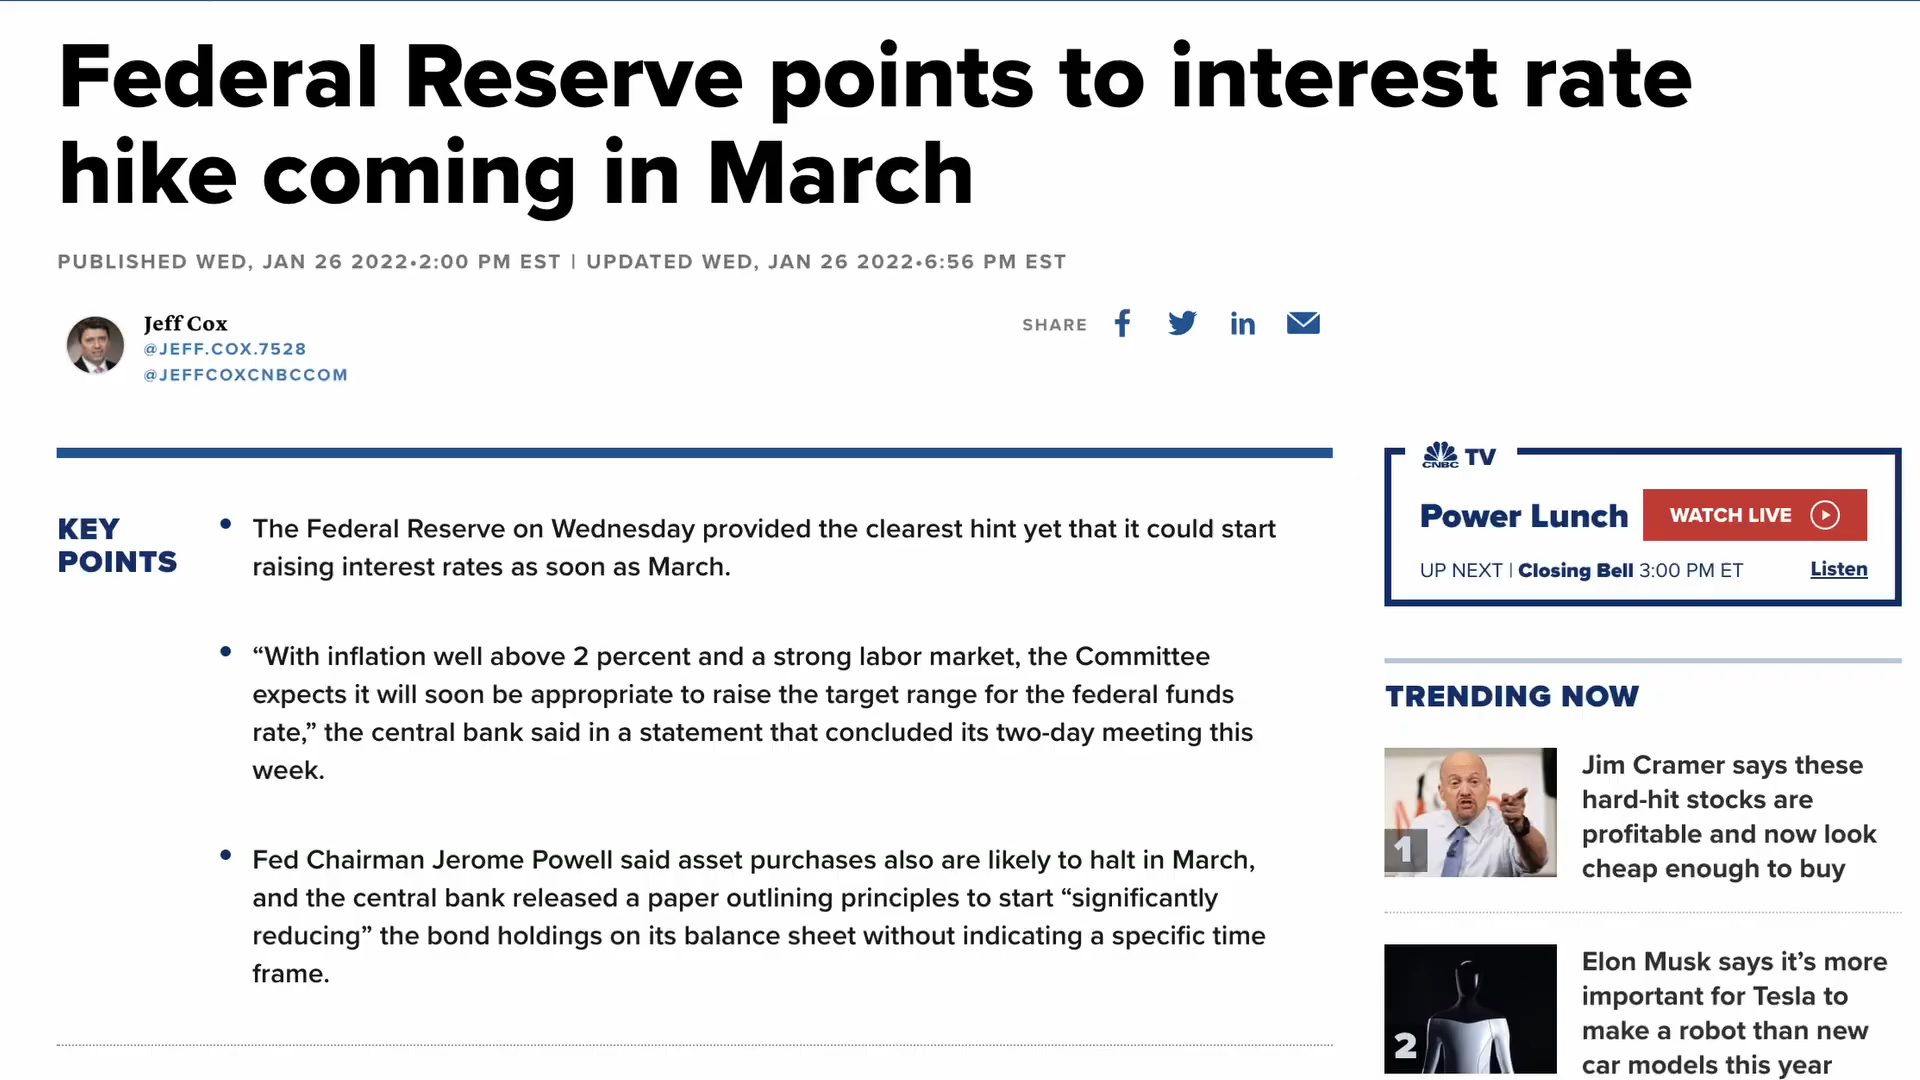 Federal Reserve points to interest rate
hike coming in March
PUBLISHED WED, JAN 26 2022•2:00 PM EST | UPDATED WED, JAN 26 2022•6:56 PM EST
Jeff Cox
@JEFF.COX.7528
@JEFFCOXCNBCCOM
SHARE
KEY
POINTS
• The Federal Reserve on Wednesday provided the clearest hint yet that it could start
raising interest rates as soon as March.
• “With inflation well above 2 percent and a strong labor market, the Committee
expects it will soon be appropriate to raise the target range for the federal funds
rate,” the central bank said in a statement that concluded its two-day meeting this
week.
• Fed Chairman Jerome Powell said asset purchases also are likely to halt in March,
and the central bank released a paper outlining principles to start “significantly
reducing” the bond holdings on its balance sheet without indicating a specific time
frame.
CNBC TV
Power Lunch WATCH LIVE
UP NEXT | Closing Bell 3:00 PM ET Listen
TRENDING NOW
1
Jim Cramer says these
hard-hit stocks are
profitable and now look
cheap enough to buy
2
Elon Musk says it’s more
important for Tesla to
make a robot than new
car models this year